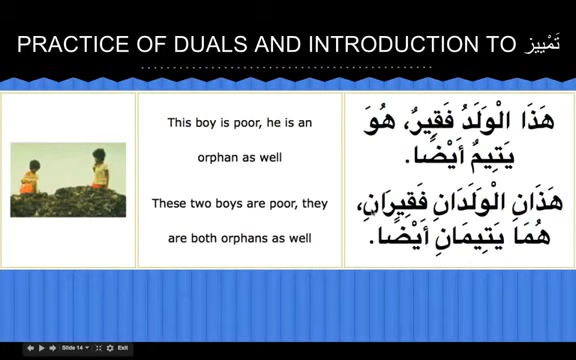 PRACTICE OF DUALS AND INTRODUCTION TO تَمْيِيز
This boy is poor, he is an
orphan as well
These two boys are poor, they
are both orphans as well
هَذَا الْوَلَدُ فَقِيرٌ، هُوَ
يَتِيمٌ أَيْضًا.
هَذَانِ الْوَلَدَانِ فَقِيرَانِ،
هُمَا يَتِيمَانِ أَيْضًا.
Slide 14
Exit